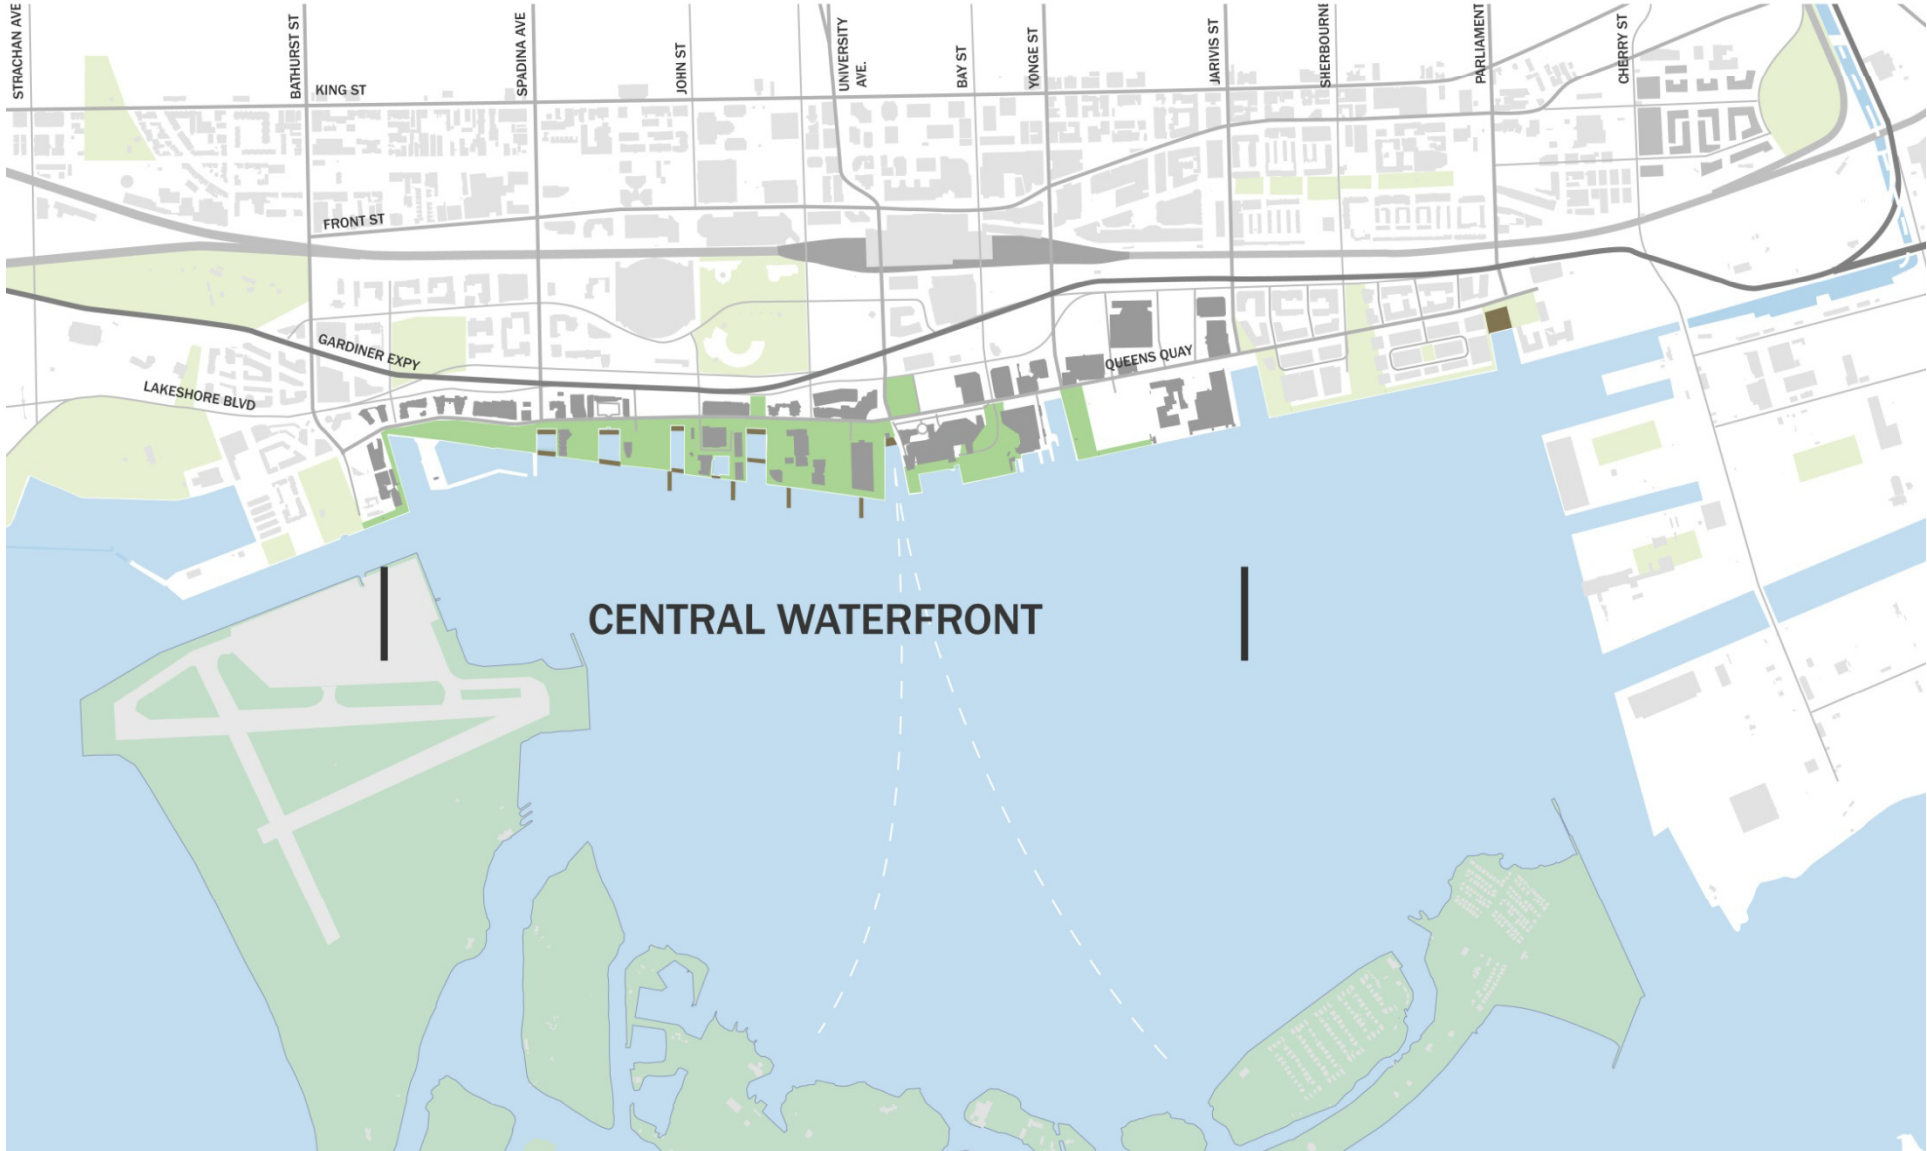 STRACHAN AVE
BATHURST ST
KING ST
SPADINA AVE
JOHN ST
UNIVERSITY
AVE.
BAY ST
YONGE ST
JARIVIS ST
SHERBOURNE
PARLIAMENT
CHERRY ST
FRONT ST
GARDINER EXPY
LAKESHORE BLVD
QUEENS QUAY
CENTRAL WATERFRONT